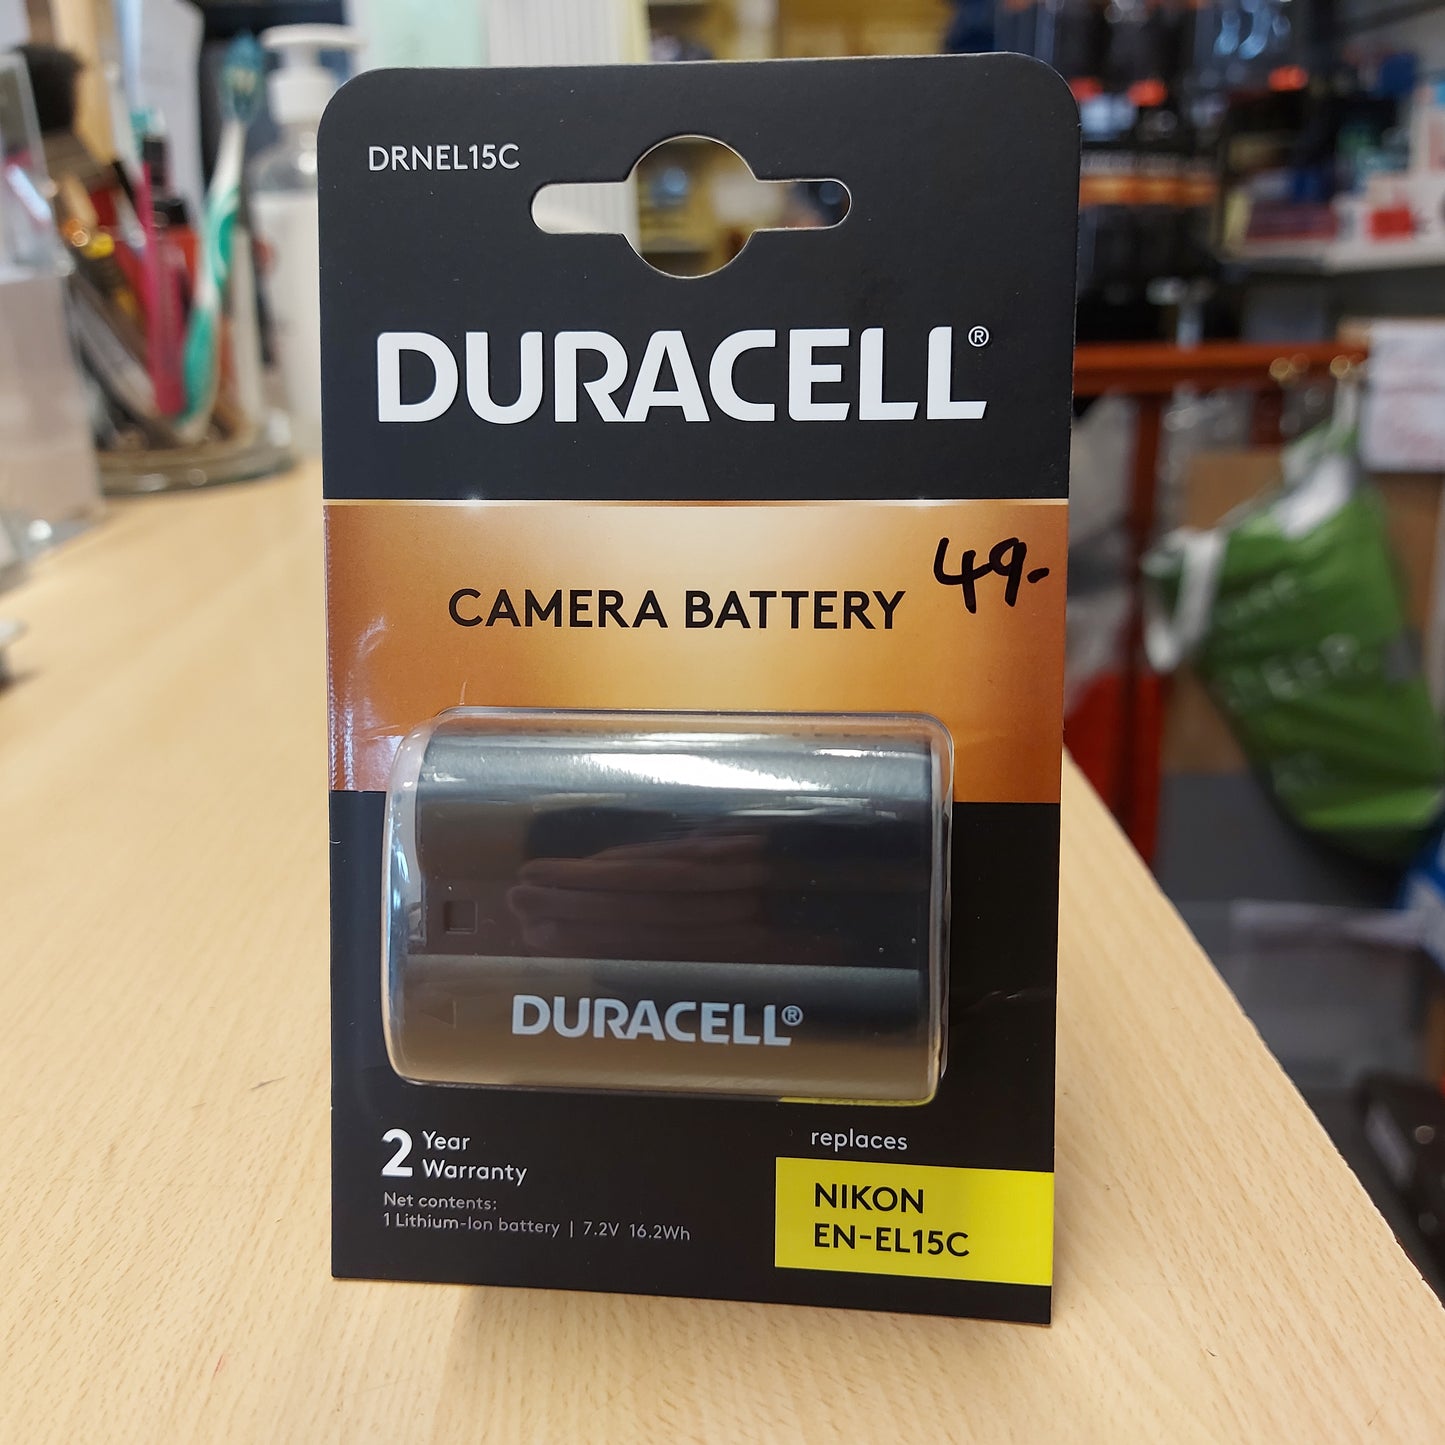 DRNEL15C
DURACELL®
49.-
CAMERA BATTERY
DURACELL®
2 Year
Warranty
Net contents:
1 Lithium-Ion battery | 7.2V 16.2Wh
replaces
NIKON
EN-EL15C